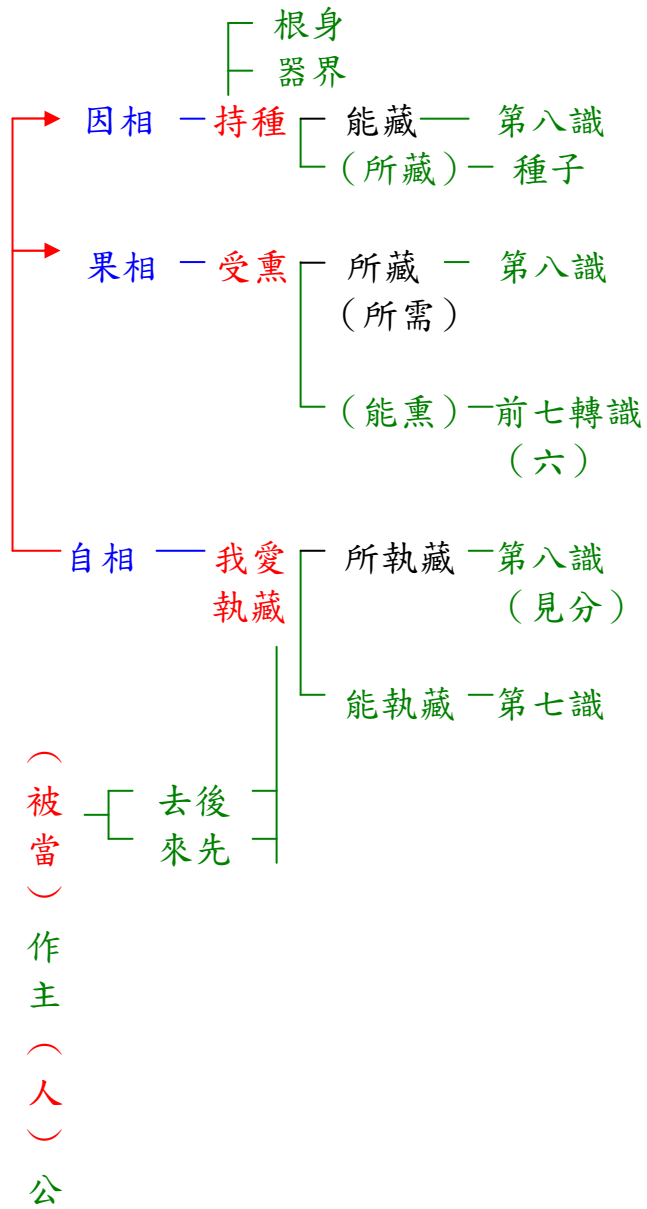 根身
器界
因相 持種 能藏 第八識
（所藏） 種子
果相 受熏 所藏 第八識
（所需）
（能熏） 前七轉識
（六）
自相 我愛 所執藏 第八識
執藏 （見分）
能執藏 第七識
去後
來先
（被當）作主（人）公